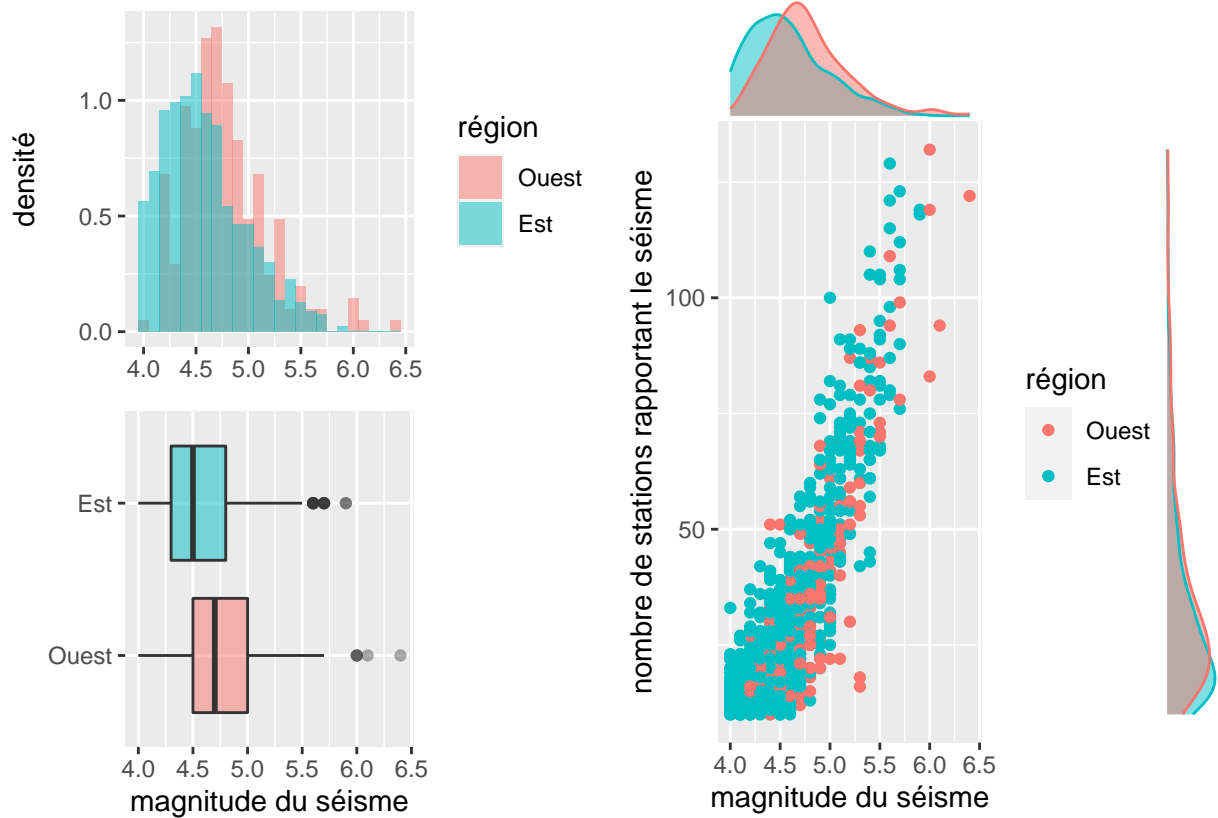 densité
1.0
0.5
0.0
4.0 4.5 5.0 5.5 6.0 6.5
région
Ouest
Est
Est
Ouest
4.0 4.5 5.0 5.5 6.0 6.5
magnitude du séisme
nombre de stations rapportant le séisme
100
50
4.0 4.5 5.0 5.5 6.0 6.5
magnitude du séisme
région
Ouest
Est